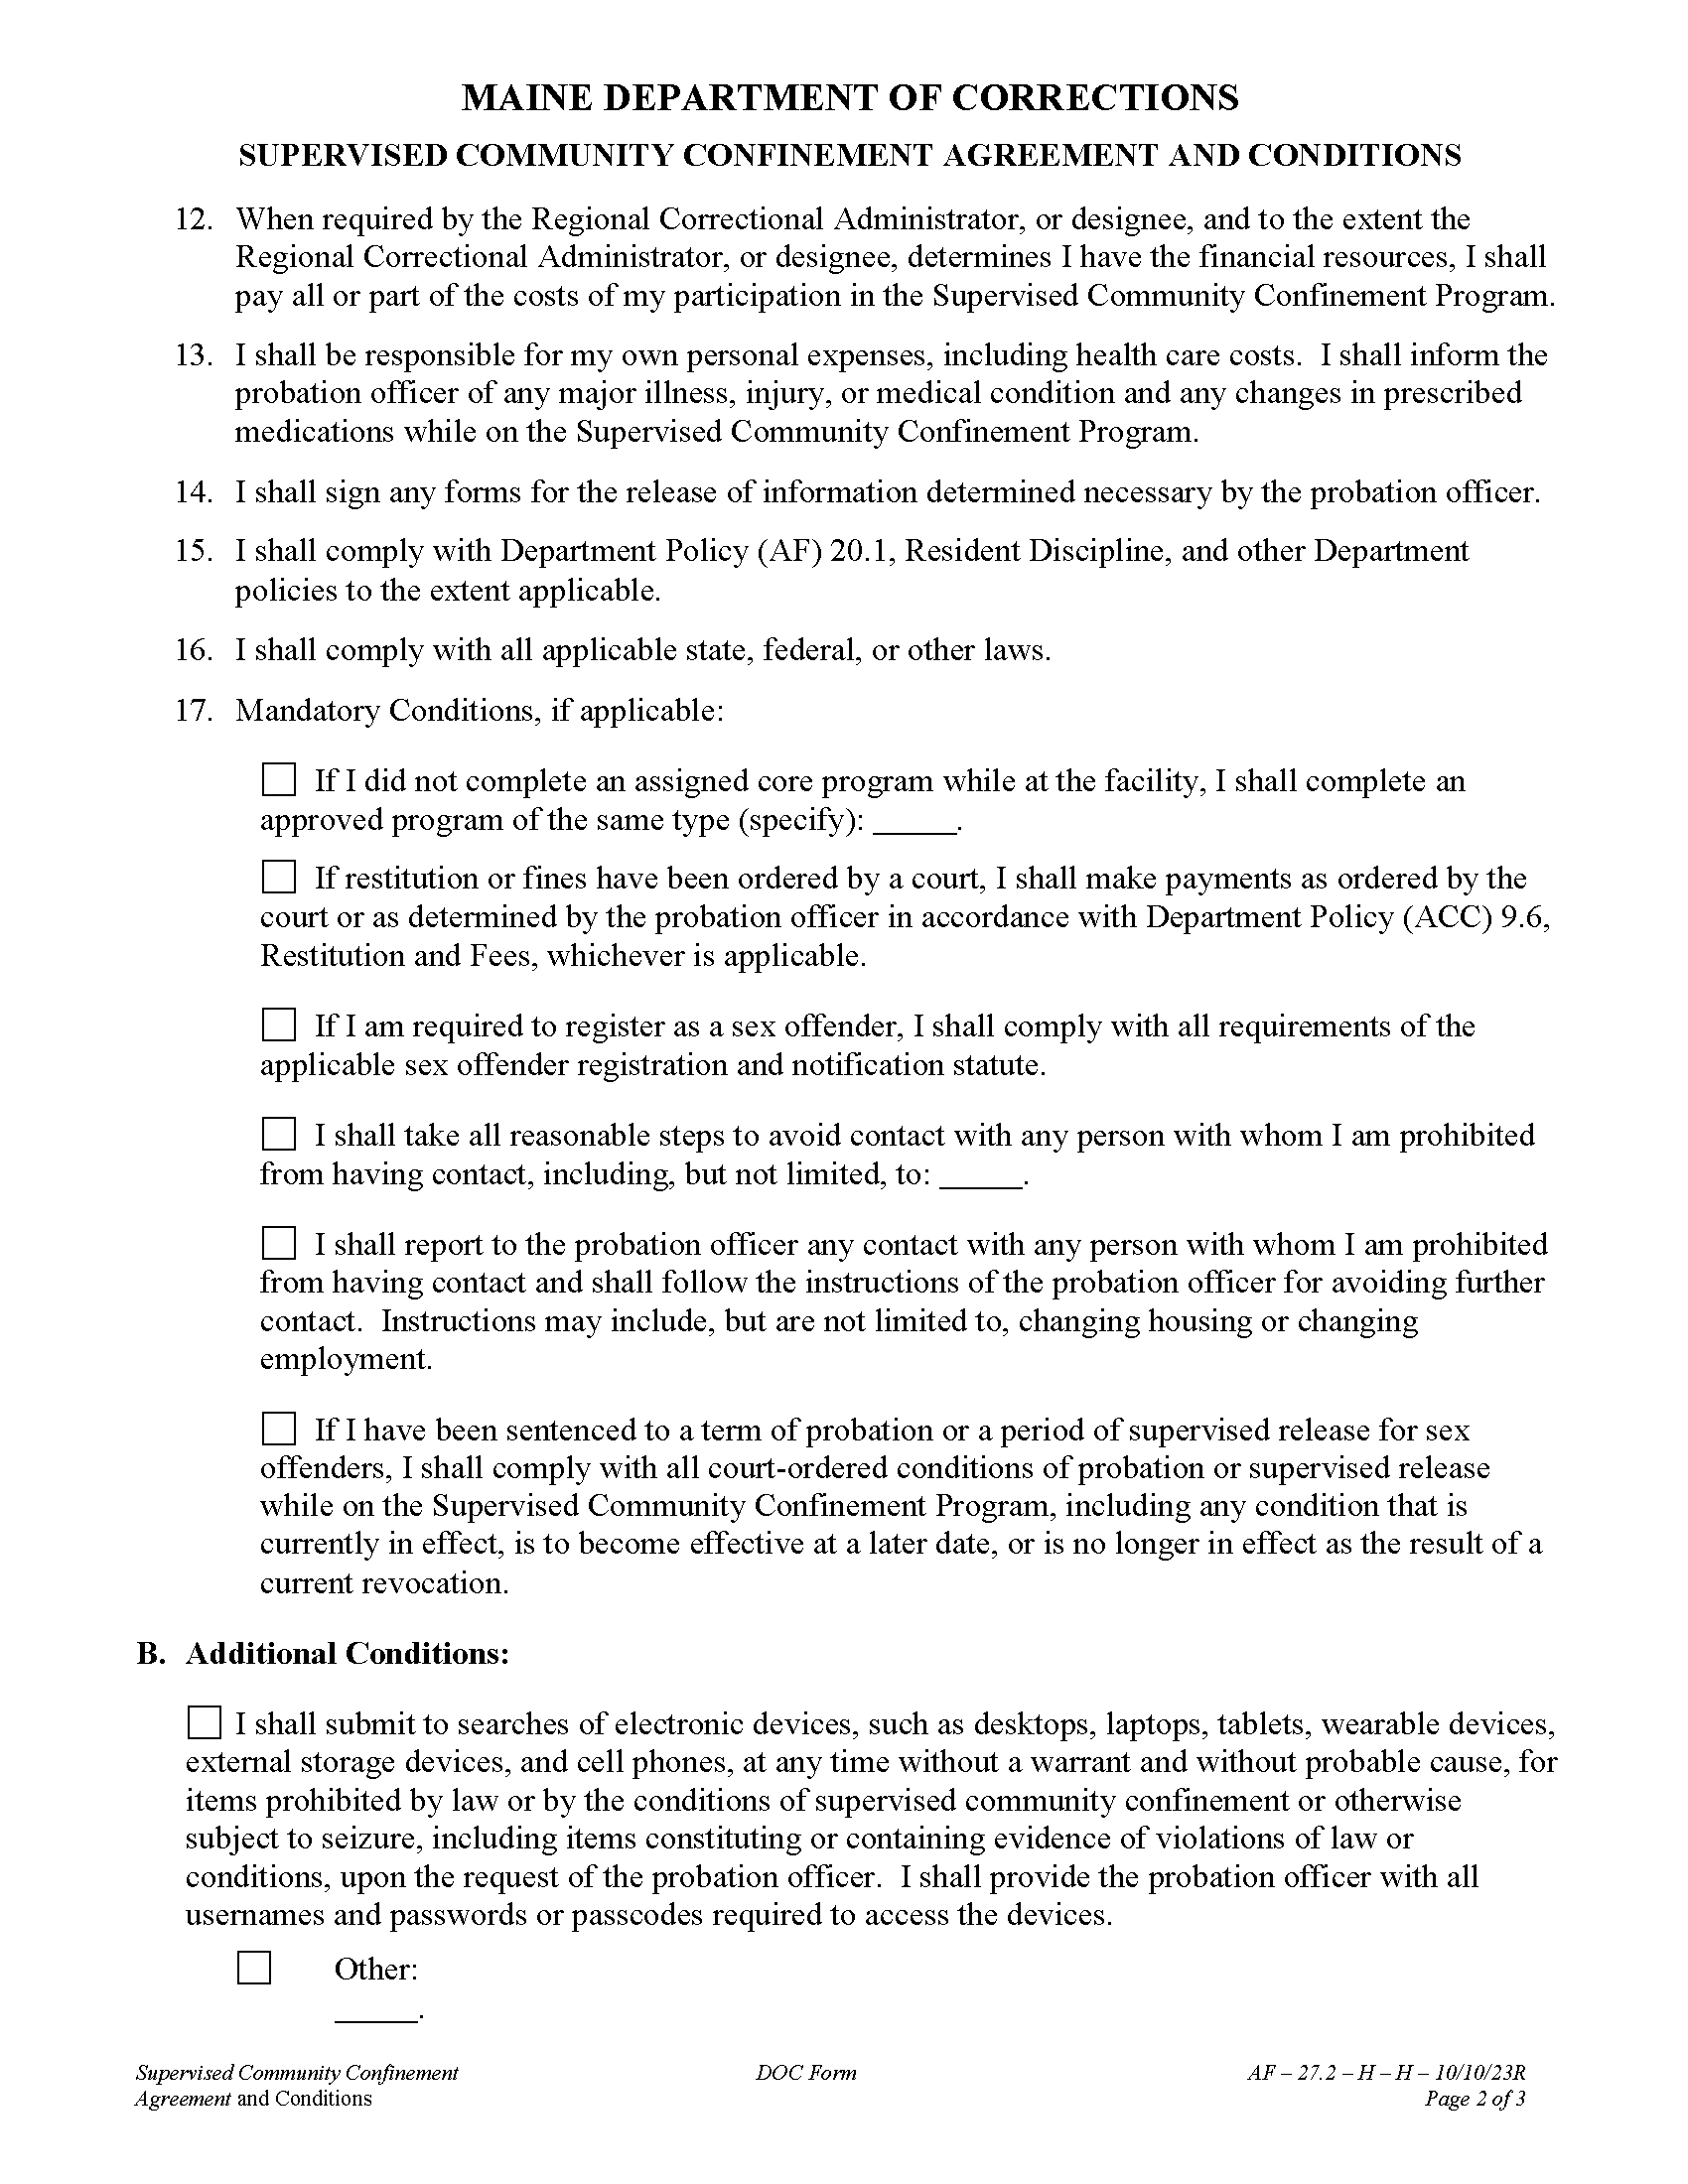 MAINE DEPARTMENT OF CORRECTIONS
SUPERVISED COMMUNITY CONFINEMENT AGREEMENT AND CONDITIONS
12. When required by the Regional Correctional Administrator, or designee, and to the extent the
Regional Correctional Administrator, or designee, determines I have the financial resources, I shall
pay all or part of the costs of my participation in the Supervised Community Confinement Program.
13. I shall be responsible for my own personal expenses, including health care costs. I shall inform the
probation officer of any major illness, injury, or medical condition and any changes in prescribed
medications while on the Supervised Community Confinement Program.
14. I shall sign any forms for the release of information determined necessary by the probation officer.
15. I shall comply with Department Policy (AF) 20.1, Resident Discipline, and other Department
policies to the extent applicable.
16. I shall comply with all applicable state, federal, or other laws.
17. Mandatory Conditions, if applicable:
☐ If I did not complete an assigned core program while at the facility, I shall complete an
approved program of the same type (specify): _____.
☐ If restitution or fines have been ordered by a court, I shall make payments as ordered by the
court or as determined by the probation officer in accordance with Department Policy (ACC) 9.6,
Restitution and Fees, whichever is applicable.
☐ If I am required to register as a sex offender, I shall comply with all requirements of the
applicable sex offender registration and notification statute.
☐ I shall take all reasonable steps to avoid contact with any person with whom I am prohibited
from having contact, including, but not limited, to: _____.
☐ I shall report to the probation officer any contact with any person with whom I am prohibited
from having contact and shall follow the instructions of the probation officer for avoiding further
contact. Instructions may include, but are not limited to, changing housing or changing
employment.
☐ If I have been sentenced to a term of probation or a period of supervised release for sex
offenders, I shall comply with all court-ordered conditions of probation or supervised release
while on the Supervised Community Confinement Program, including any condition that is
currently in effect, is to become effective at a later date, or is no longer in effect as the result of a
current revocation.
B. Additional Conditions:
☐ I shall submit to searches of electronic devices, such as desktops, laptops, tablets, wearable devices,
external storage devices, and cell phones, at any time without a warrant and without probable cause, for
items prohibited by law or by the conditions of supervised community confinement or otherwise
subject to seizure, including items constituting or containing evidence of violations of law or
conditions, upon the request of the probation officer. I shall provide the probation officer with all
usernames and passwords or passcodes required to access the devices.
☐ Other:
_____.
Supervised Community Confinement DOC Form AF – 27.2 – H – H – 10/10/23R
Agreement and Conditions Page 2 of 3